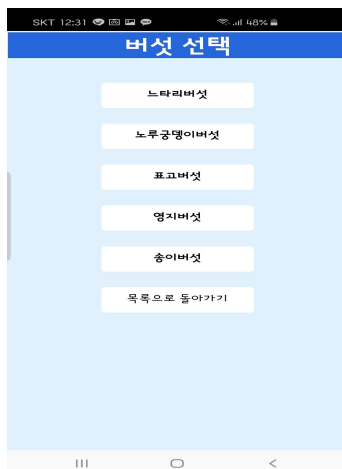 SKT 12:31 48%
버섯 선택
느타리버섯
노루궁뎅이버섯
표고버섯
영지버섯
송이버섯
목록으로 돌아가기